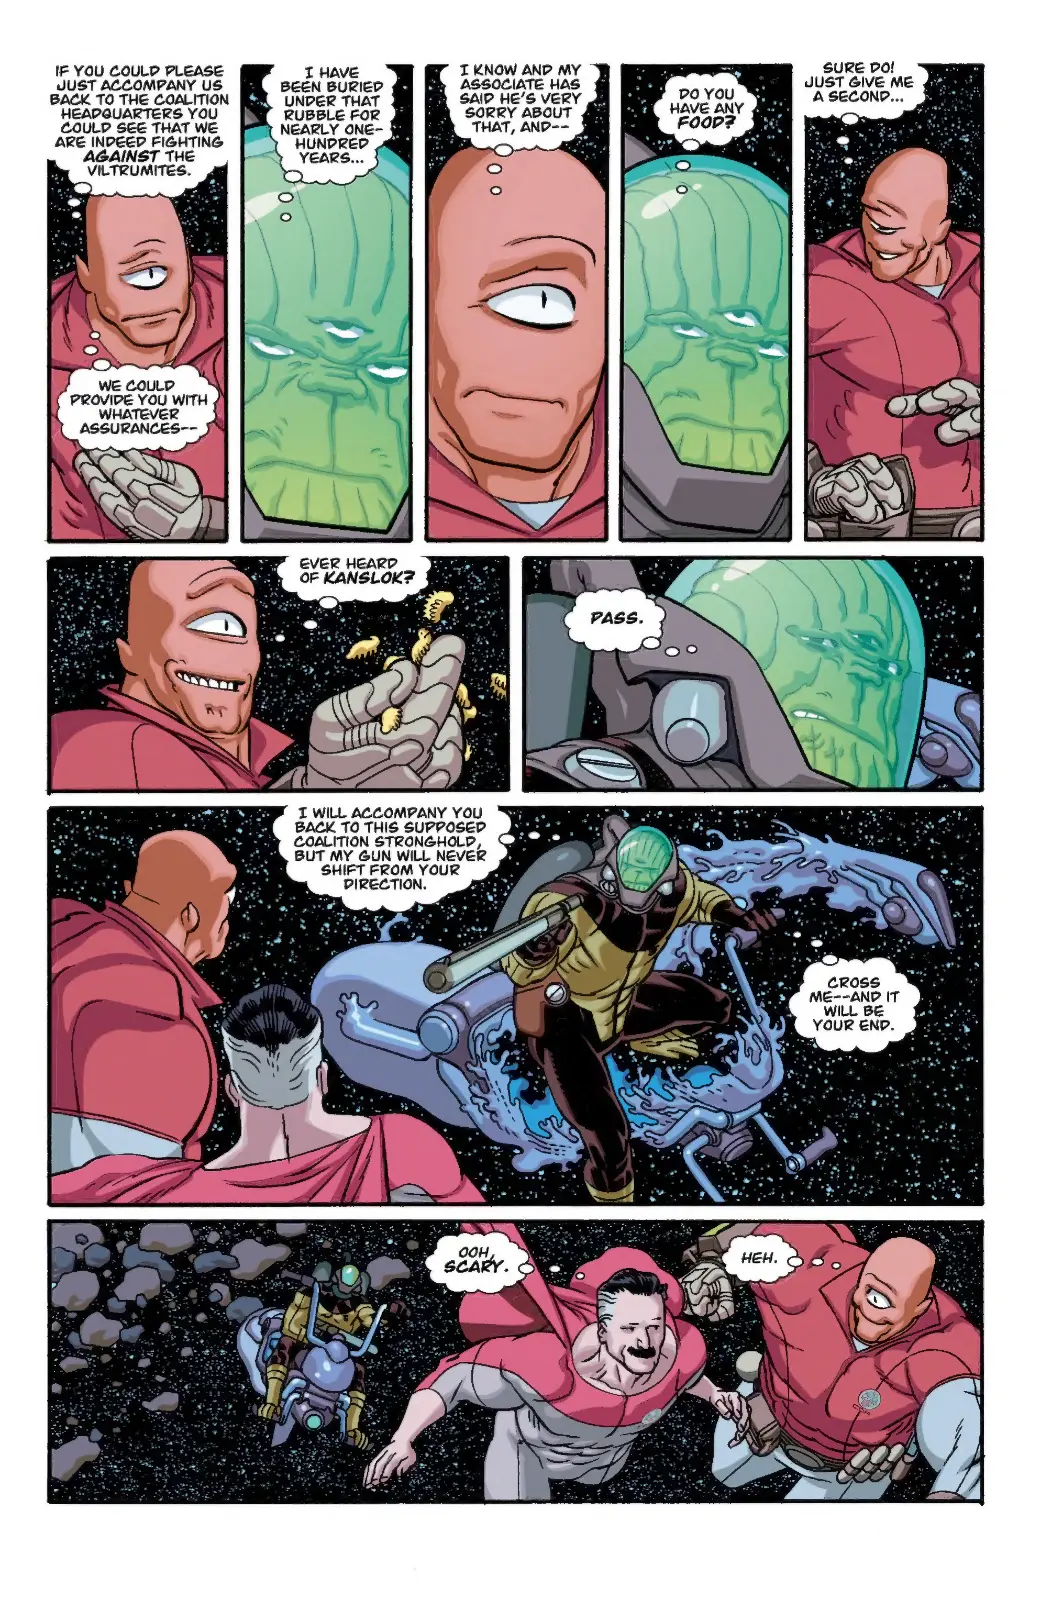 IF YOU COULD PLEASE
JUST ACCOMPANY US
BACK TO THE COALITION
HEADQUARTERS YOU
COULD SEE THAT WE
ARE INDEED FIGHTING
AGAINST THE
VILTRUMITES.
WE COULD
PROVIDE YOU WITH
WHATEVER
ASSURANCES--
I HAVE
BEEN BURIED
UNDER THAT
RUBBLE FOR
NEARLY ONE-
HUNDRED
YEARS...
I KNOW AND MY
ASSOCIATE HAS
SAID HE'S VERY
SORRY ABOUT
THAT, AND--
DO YOU
HAVE ANY
FOOD?
SURE DO!
JUST GIVE ME
A SECOND...
EVER HEARD
OF KANSLOK?
PASS.
I WILL ACCOMPANY YOU
BACK TO THIS SUPPOSED
COALITION STRONGHOLD,
BUT MY GUN WILL NEVER
SHIFT FROM YOUR
DIRECTION.
CROSS
ME--AND IT
WILL BE
YOUR END.
OOH,
SCARY.
HEH.